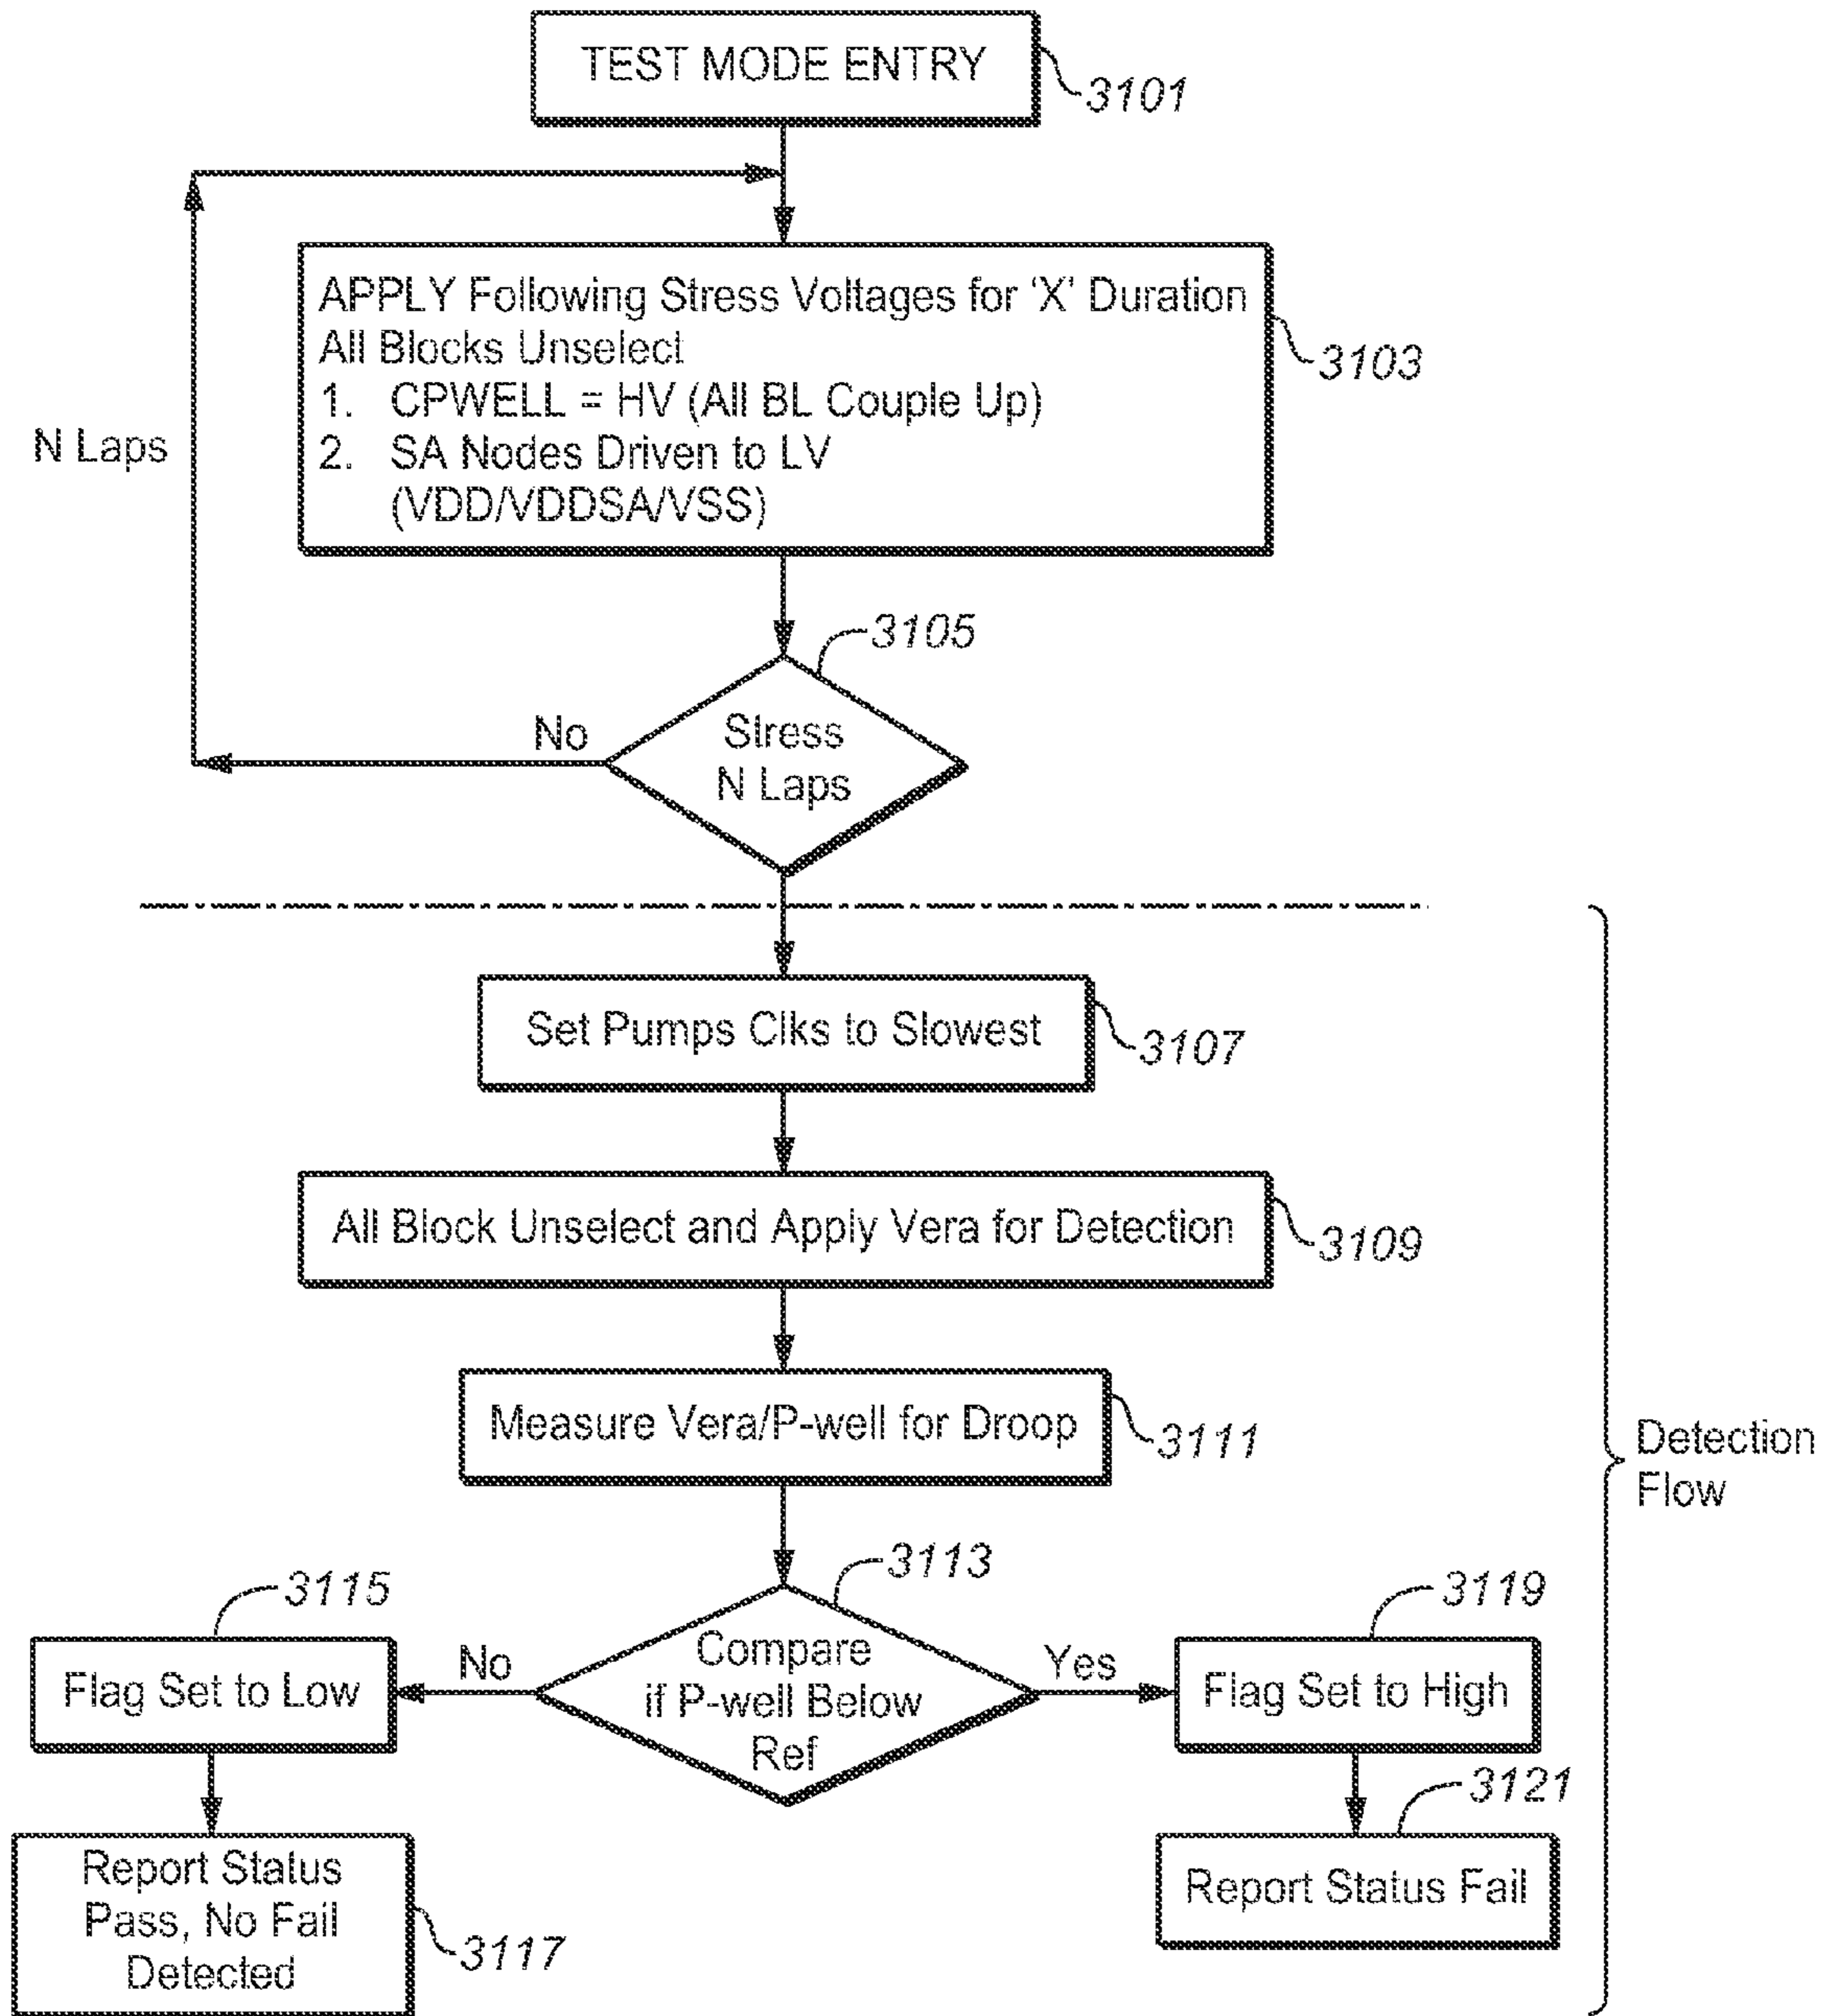 TEST MODE ENTRY
3101
APPLY Following Stress Voltages for 'X' Duration
All Blocks Unselect
1. CPWELL = HV (All BL Couple Up)
2. SA Nodes Driven to LV
(VDD/VDDSA/VSS)
3103
N Laps
3105
Stress
N Laps
No
Set Pumps Clks to Slowest
3107
All Block Unselect and Apply Vera for Detection
3109
Measure Vera/P-well for Droop
3111
Detection
Flow
3113
Compare
if P-well Below
Ref
No
Yes
3115
Flag Set to Low
3119
Flag Set to High
Report Status
Pass, No Fail
Detected
3117
3121
Report Status Fail